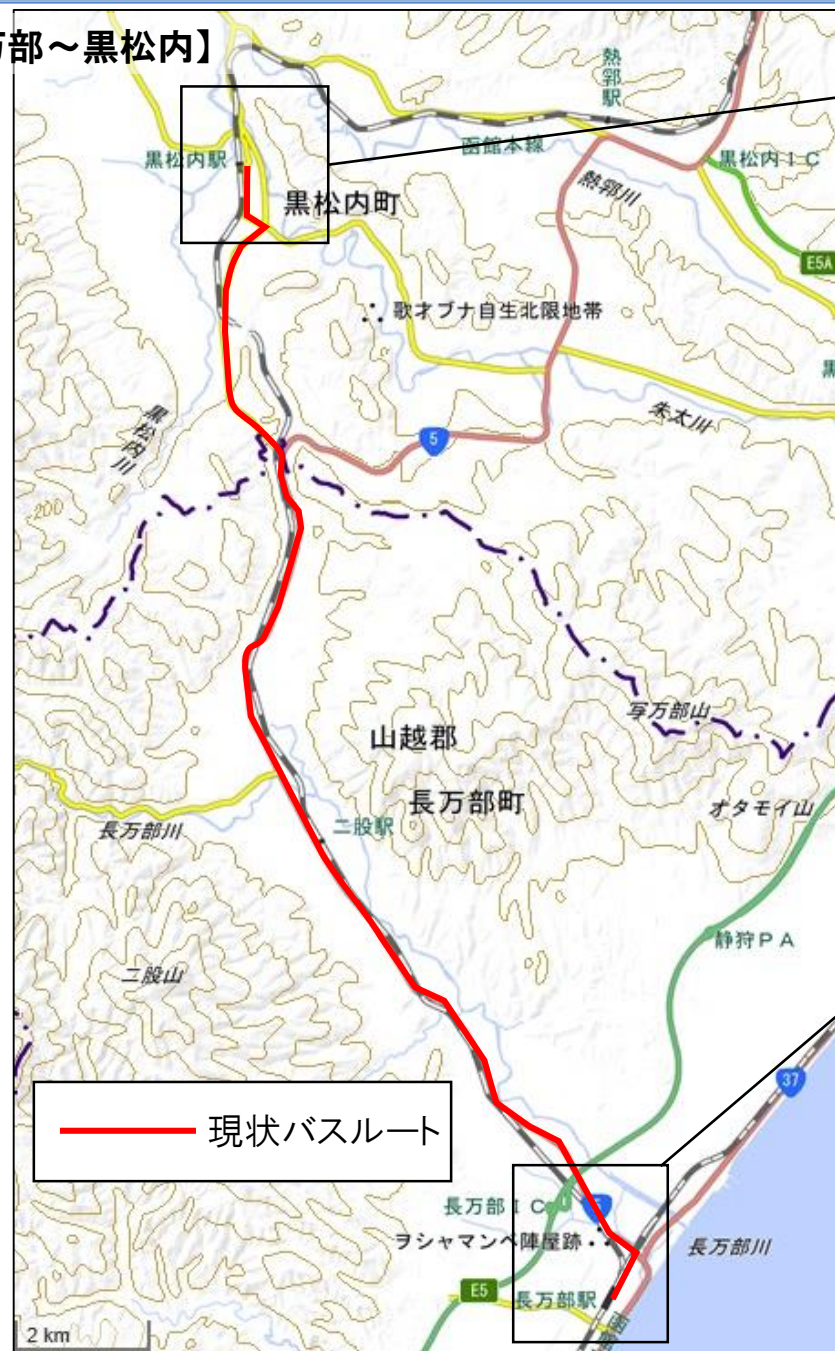 万部～黒松内】
熱郛駅
函館本線
黒松内駅
黒松内ＩＣ
熱郛川
黒松内町
E5A
歌才ブナ自生北限地帯
黒
朱太川
黒松内川
5
200
写万部山
山越郡
長万部町
オタモイ山
長万部川
二股駅
静狩ＰＡ
二股山
37
現状バスルート
長万部ＩＣ
ヲシャマンベ陣屋跡
長万部川
E5
長万部駅
2 km